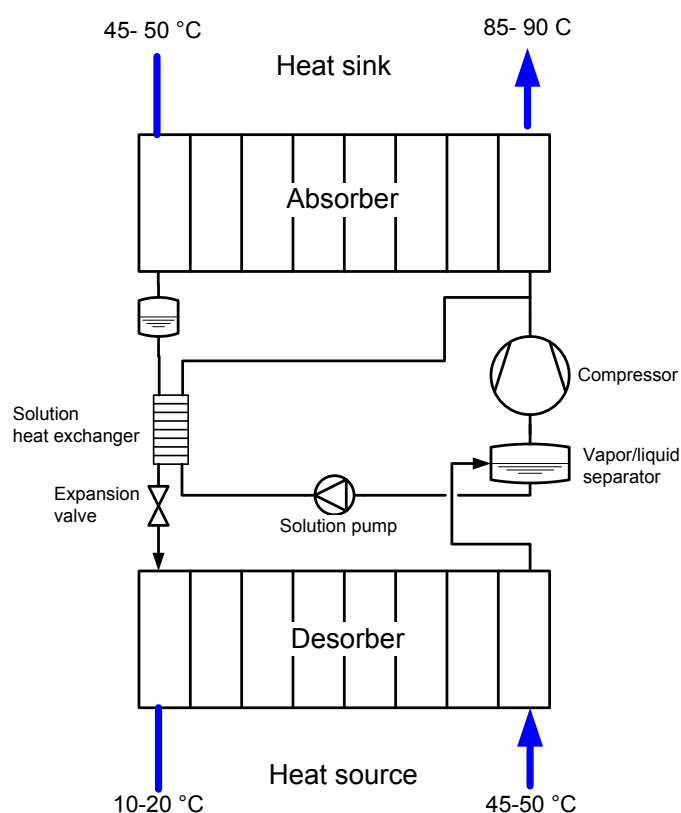 45- 50 °C
85- 90 C
Heat sink
Absorber
Compressor
Solution
heat exchanger
Vapor/liquid
separator
Expansion
valve
Solution pump
Desorber
Heat source
10-20 °C
45-50 °C